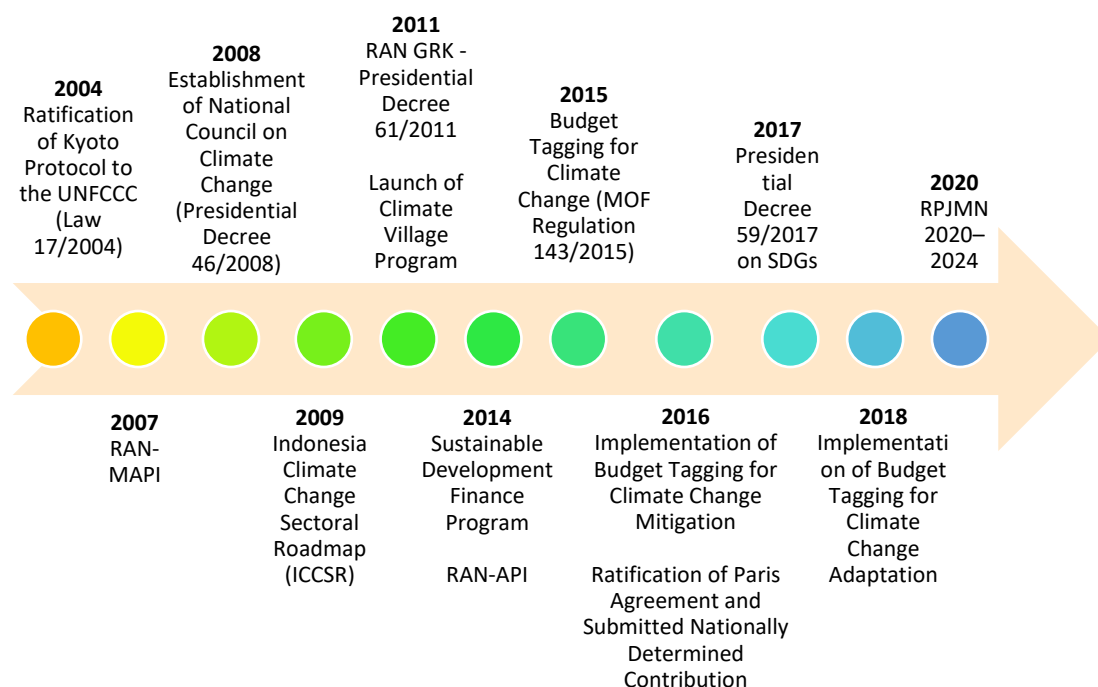 2004
Ratification
of Kyoto
Protocol to
the UNFCCC
(Law
17/2004)
2007
RAN-
MAPI
2008
Establishment
of National
Council on
Climate
Change
(Presidential
Decree
46/2008)
2009
Indonesia
Climate
Change
Sectoral
Roadmap
(ICCSR)
2011
RAN GRK -
Presidential
Decree
61/2011
Launch of
Climate
Village
Program
2014
Sustainable
Development
Finance
Program
RAN-API
2015
Budget
Tagging for
Climate
Change (MOF
Regulation
143/2015)
2016
Implementation of
Budget Tagging for
Climate Change
Mitigation
Ratification of Paris
Agreement and
Submitted Nationally
Determined
Contribution
2017
Presiden
tial
Decree
59/2017
on SDGs
2018
Implementati
on of Budget
Tagging for
Climate
Change
Adaptation
2020
RPJMN
2020–
2024